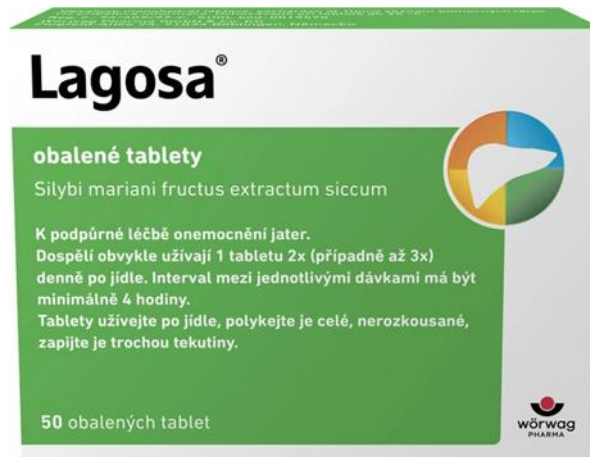 Lagosa®
obalené tablety
Silybi mariani fructus extractum siccum
K podpůrné léčbě onemocnění jater.
Dospělí obvykle užívají 1 tabletu 2x (případně až 3x)
denně po jídle. Interval mezi jednotlivými dávkami má být
minimálně 4 hodiny.
Tablety užívejte po jídle, polykejte je celé, nerozkousané,
zapijte je trochou tekutiny.
50 obalených tablet
wörwag
PHARMA